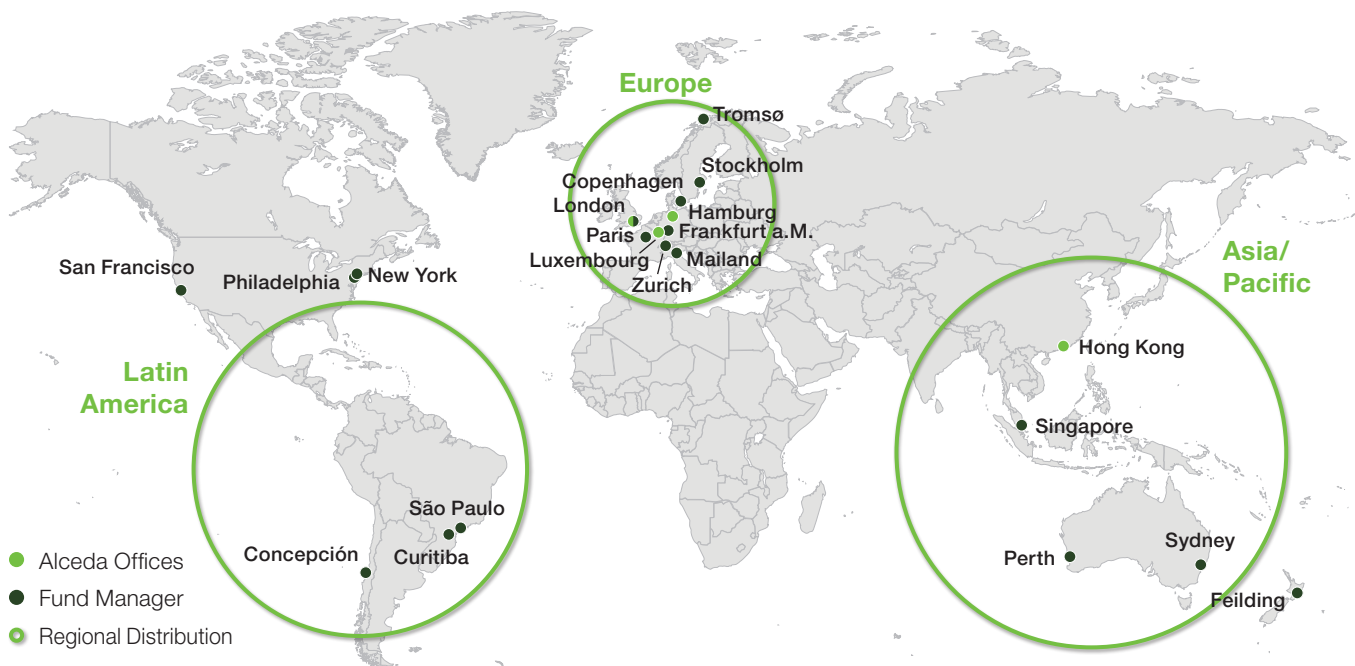 Europe
Tromsø
Stockholm
Copenhagen
London
Hamburg
Paris
Frankfurt a.M.
Luxembourg
Mailand
Zurich
San Francisco
Philadelphia
New York
Asia/
Pacific
Hong Kong
Latin
America
Singapore
São Paulo
Curitiba
Concepción
Perth
Sydney
Feilding
Alceda Offices
Fund Manager
Regional Distribution